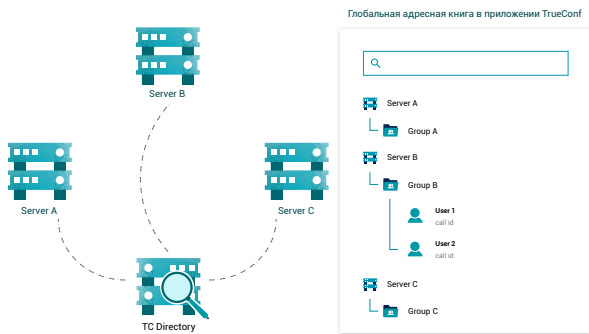 Глобальная адресная книга в приложении TrueConf
Server B
Server A
Server C
TC Directory
Server A
Group A
Server B
Group B
User 1
call id
User 2
call id
Server C
Group C